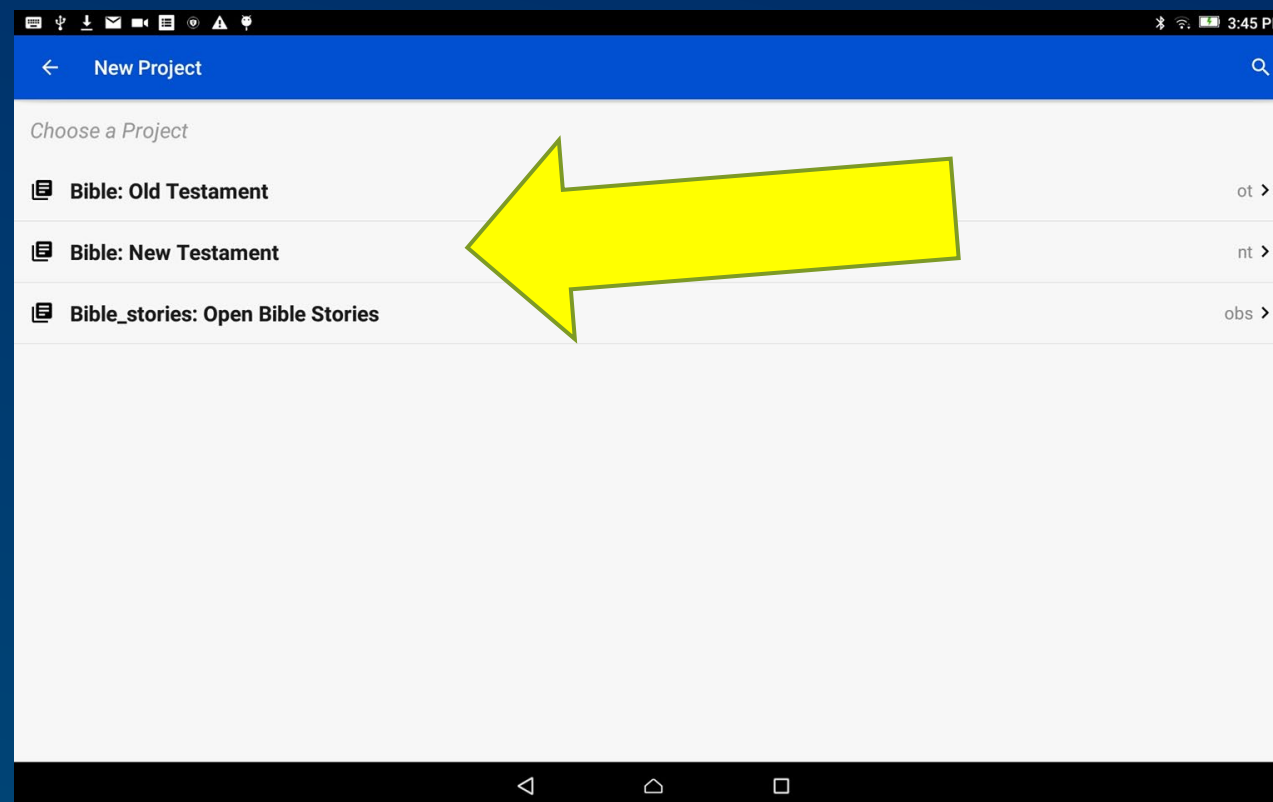 3:45 P
New Project
Choose a Project
Bible: Old Testament ot
Bible: New Testament nt
Bible_stories: Open Bible Stories obs